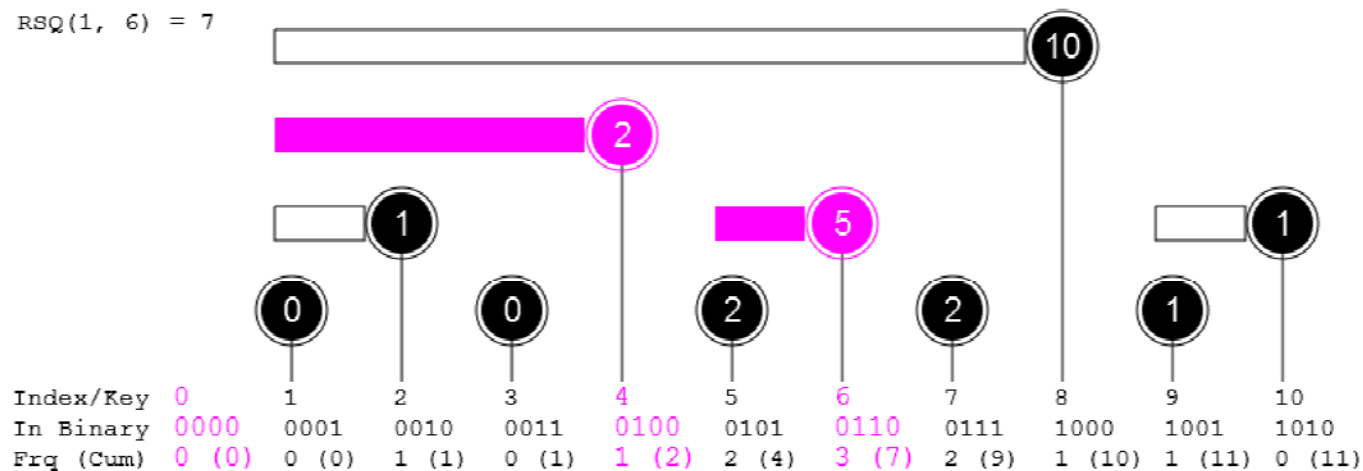 RSQ(1, 6) = 7
10
2
1 5 1
0 0 2 2 1
Index/Key 0 1 2 3 4 5 6 7 8 9 10
In Binary 0000 0001 0010 0011 0100 0101 0110 0111 1000 1001 1010
Frq (Cum) 0 (0) 0 (0) 1 (1) 0 (1) 1 (2) 2 (4) 3 (7) 2 (9) 1 (10) 1 (11) 0 (11)